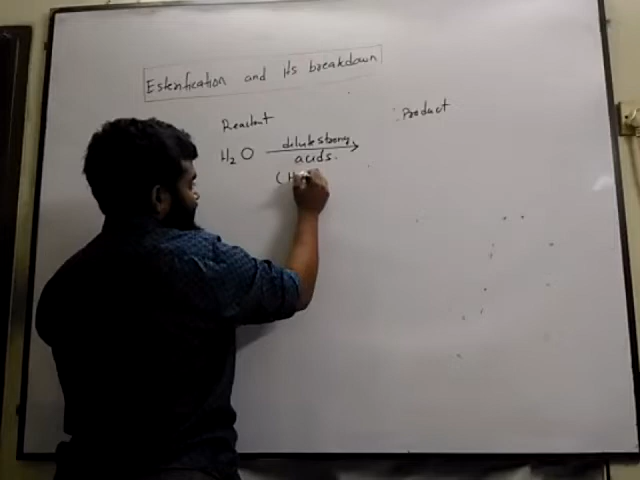 Esterification and its breakdown
Reactant
Product
H₂O dilute strong
acids.
(H